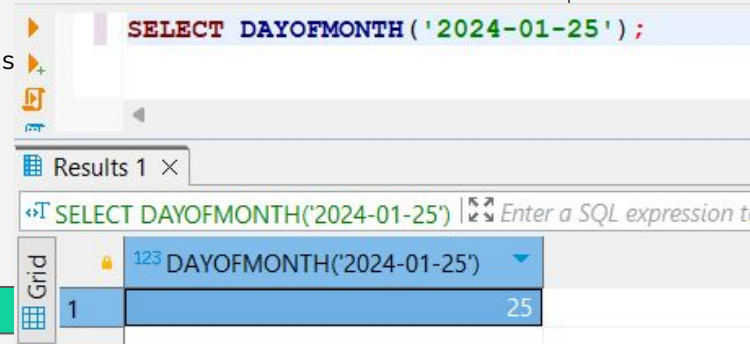 SELECT DAYOFMONTH('2024-01-25');
s
Results 1
SELECT DAYOFMONTH('2024-01-25') Enter a SQL expression t
Grid
123 DAYOFMONTH('2024-01-25')
1 25